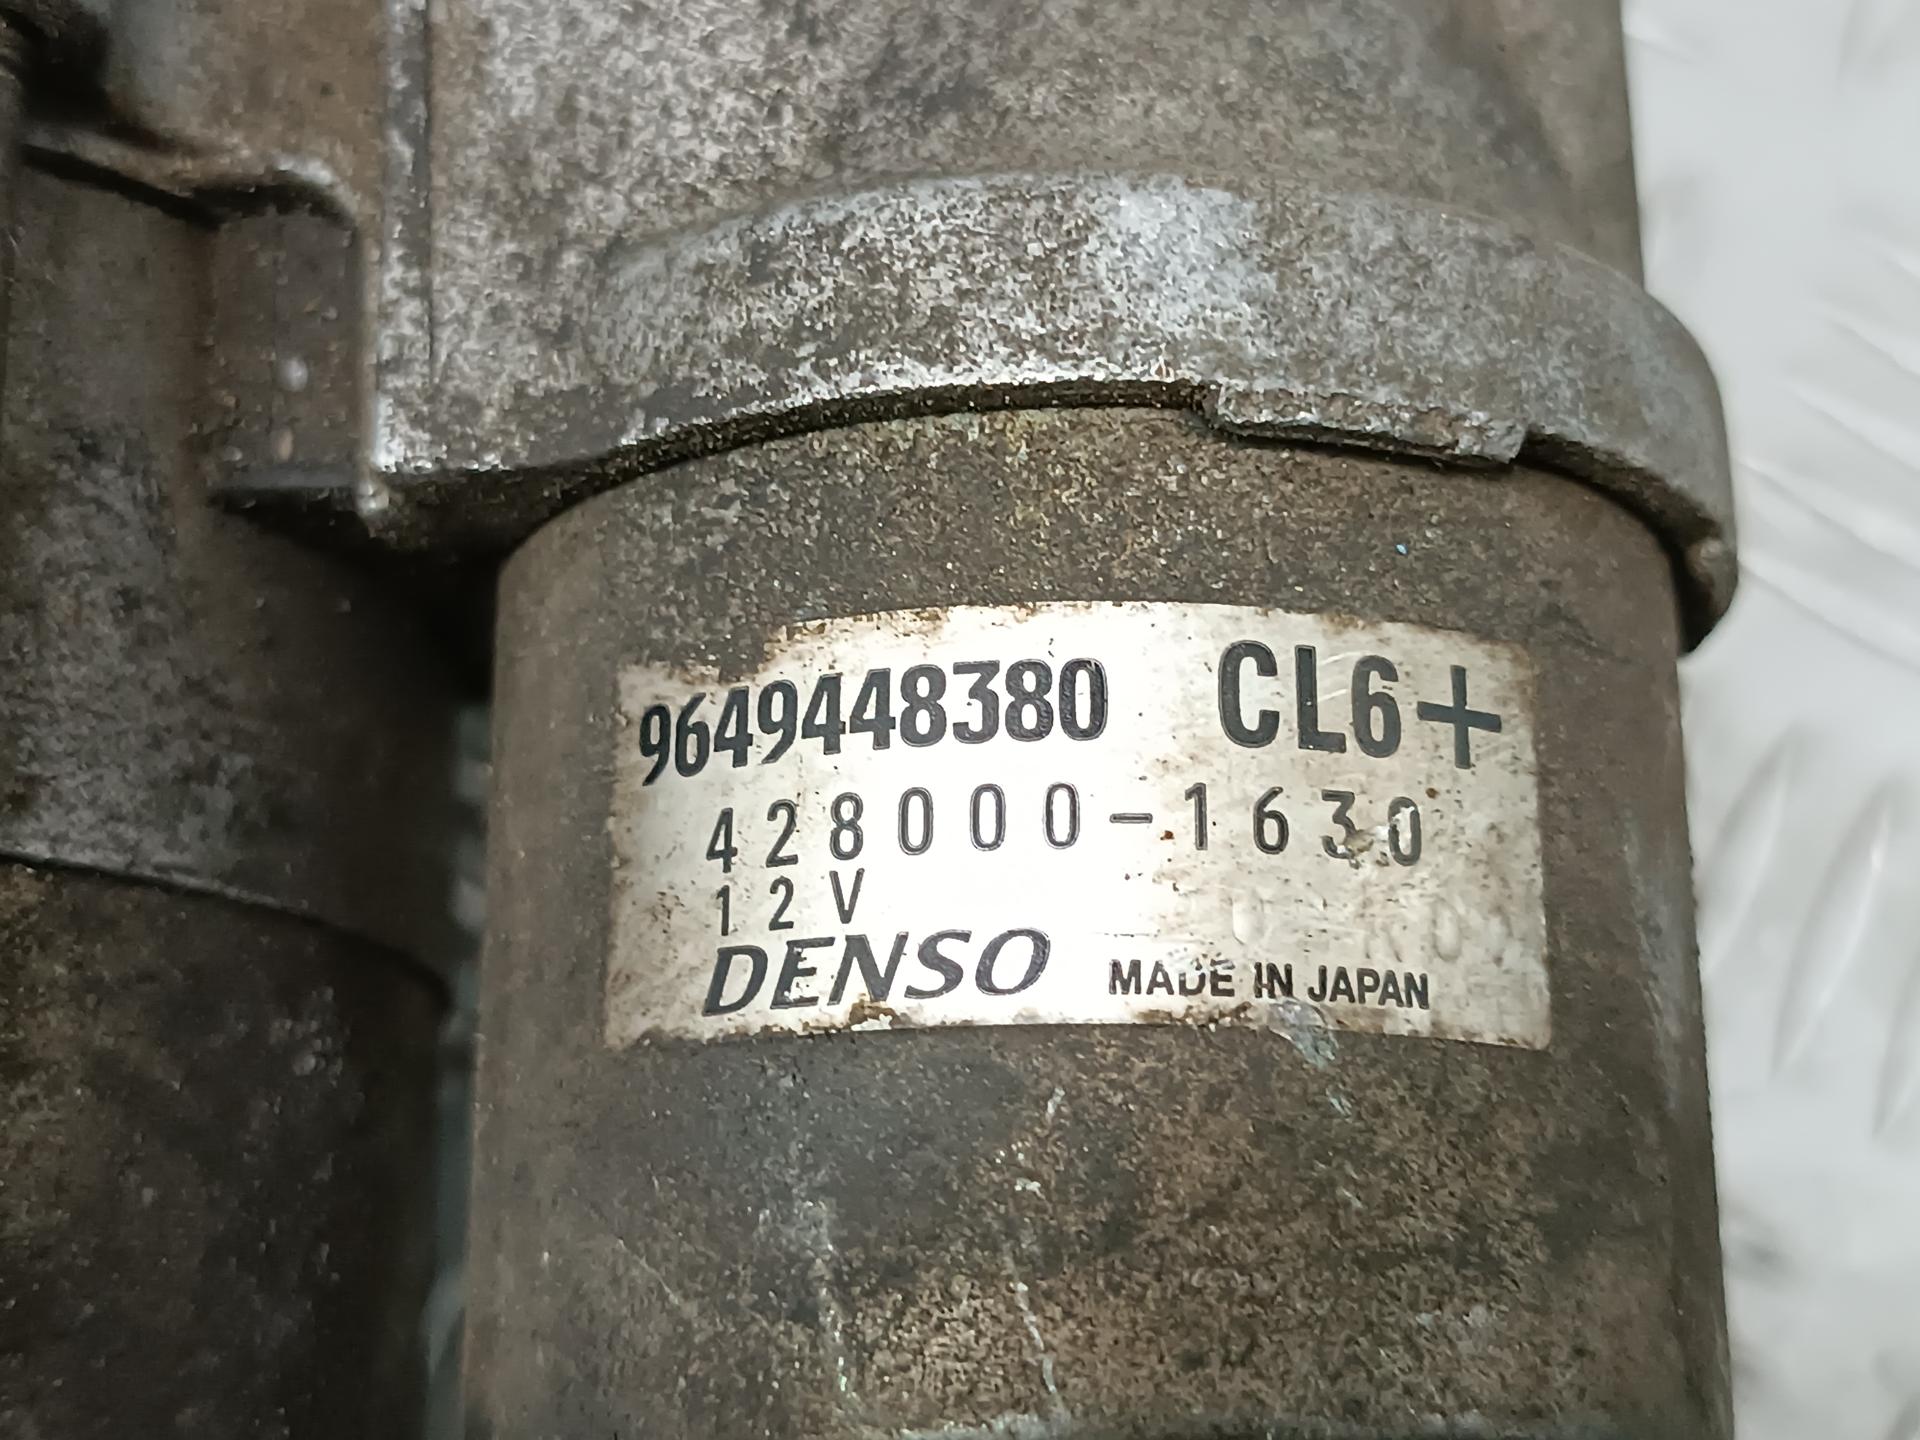 9649448380 CL6+
428000-1630
12V
DENSO MADE IN JAPAN